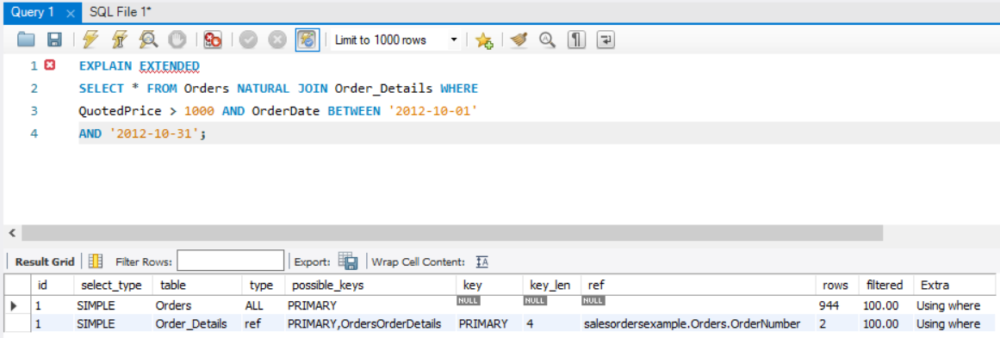 Query 1 SQL File 1*
Limit to 1000 rows
1 EXPLAIN EXTENDED
2 SELECT * FROM Orders NATURAL JOIN Order_Details WHERE
3 QuotedPrice > 1000 AND OrderDate BETWEEN '2012-10-01'
4 AND '2012-10-31';
Result Grid Filter Rows: Export: Wrap Cell Content:
id select_type table type possible_keys key key_len ref rows filtered Extra
1 SIMPLE Orders ALL PRIMARY NULL NULL NULL 944 100.00 Using where
1 SIMPLE Order_Details ref PRIMARY,OrdersOrderDetails PRIMARY 4 salesordersexample.Orders.OrderNumber 2 100.00 Using where